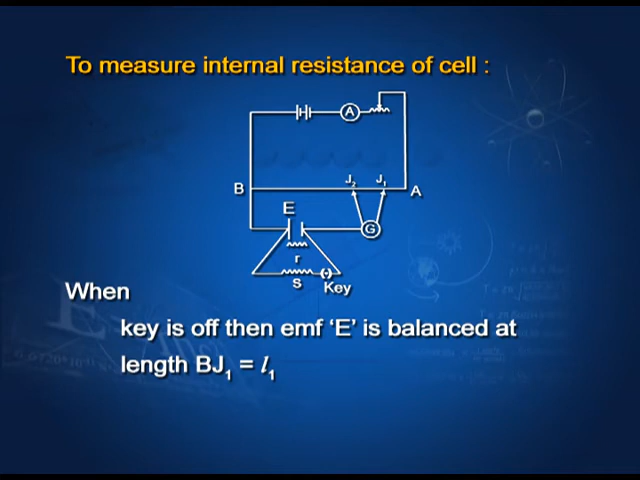 To measure internal resistance of cell :
A
J₂ J₁
B A
E
G
r
S Key
When
key is off then emf ‘E’ is balanced at
length BJ₁ = l₁